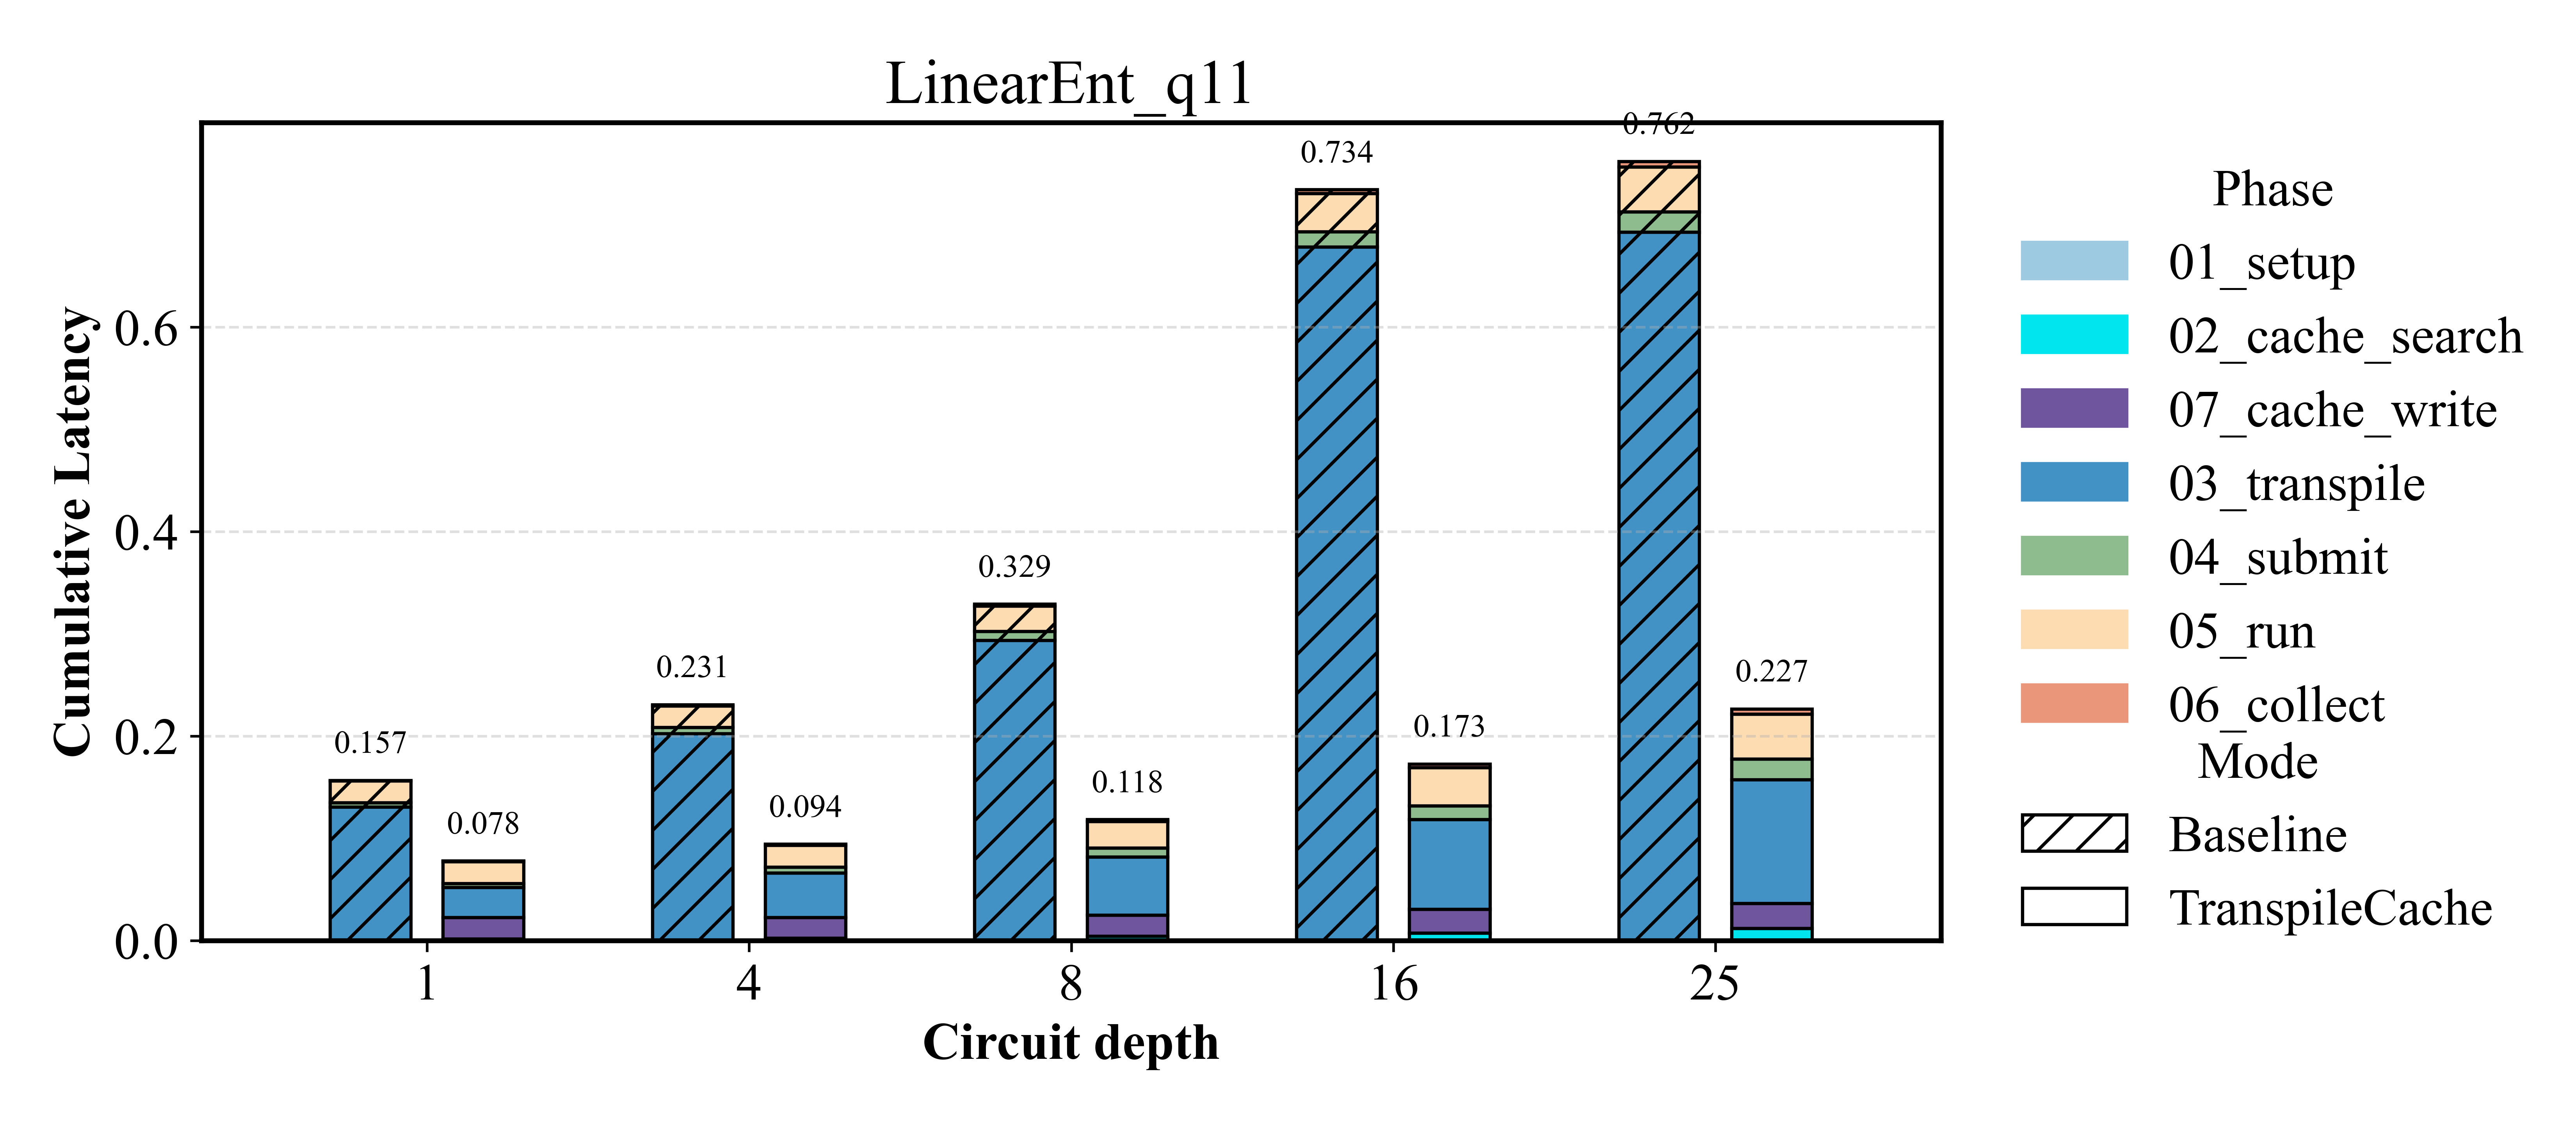 LinearEnt_q11
0.762
0.734
0.329
0.231
0.227
0.157
0.173
0.118
0.094
0.078
Cumulative Latency
0.6
0.4
0.2
0.0
1 4 8 16 25
Circuit depth
Phase
01_setup
02_cache_search
07_cache_write
03_transpile
04_submit
05_run
06_collect
Mode
Baseline
TranspileCache